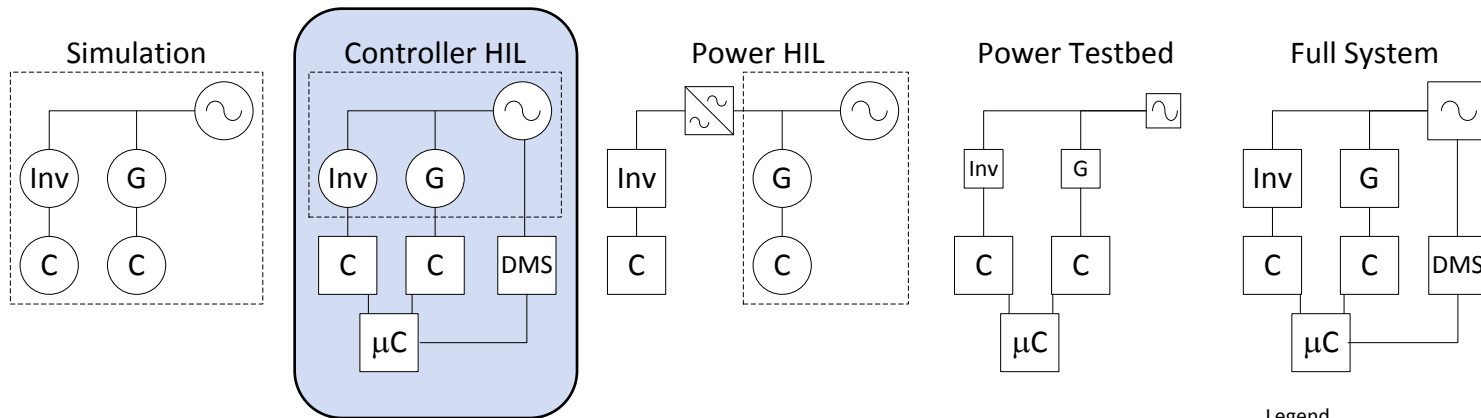 Simulation
Controller HIL
Power HIL
Power Testbed
Full System
Inv
G
C
C
Inv
G
C
C
DMS
μC
Inv
C
G
C
Inv
G
C
C
μC
Inv
G
C
C
DMS
μC
Legend